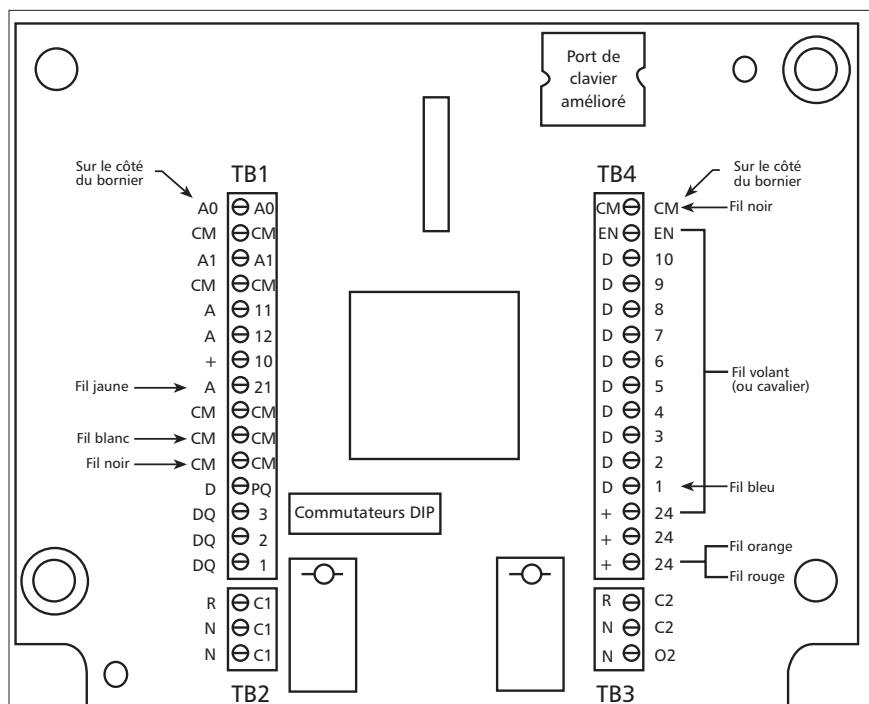 Port de
clavier
amélioré
Sur le côté
du bornier
TB1
A0 A0
CM CM
A1 A1
CM CM
A 11
A 12
+ 10
Fil jaune A 21
CM CM
Fil blanc CM CM
Fil noir CM CM
D PQ
DQ 3
DQ 2
DQ 1
R C1
N C1
N C1
TB2
Commutateurs DIP
TB4
Sur le côté
du bornier
CM CM Fil noir
EN EN
D 10
D 9
D 8
D 7
D 6
D 5
D 4
D 3
D 2
D 1 Fil bleu
+ 24
+ 24
+ 24
Fil volant
(ou cavalier)
Fil orange
Fil rouge
R C2
N C2
N O2
TB3